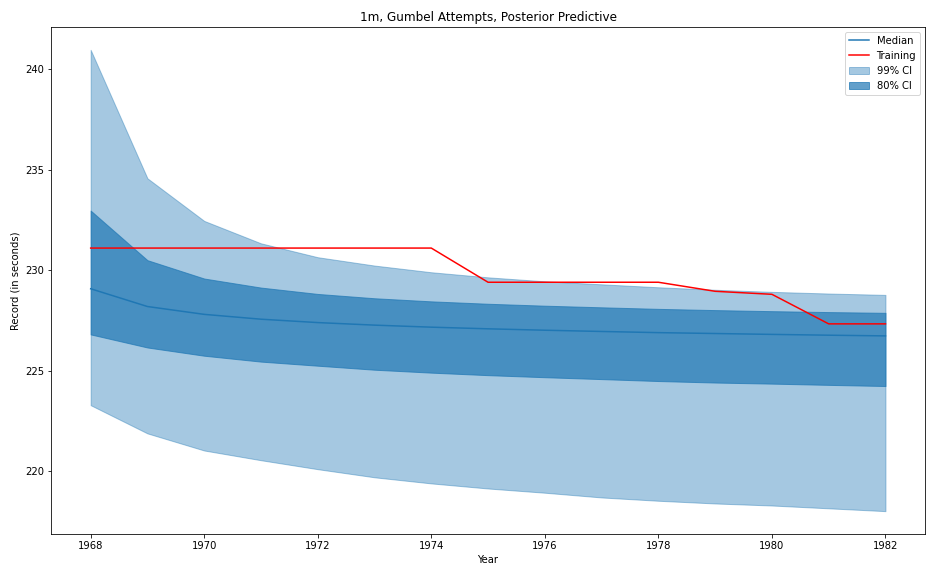 1m, Gumbel Attempts, Posterior Predictive
Median
Training
99% CI
80% CI
240
235
230
225
220
Record (in seconds)
1968 1970 1972 1974 1976 1978 1980 1982
Year